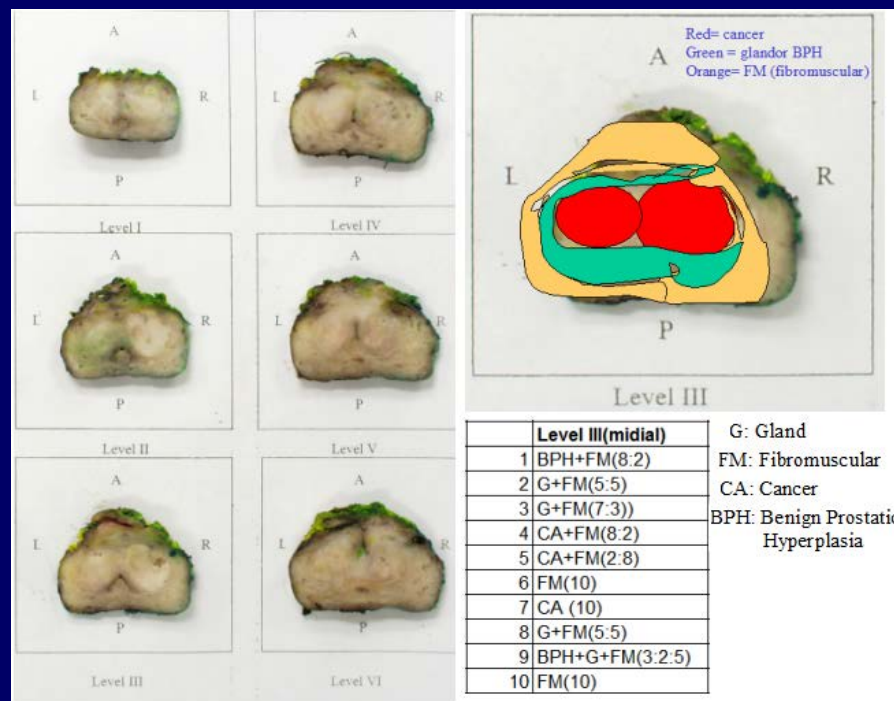 A
L
R
P
Level I
A
L
R
P
Level IV
A
L
R
P
Level II
A
L
R
P
Level V
A
L
R
P
Level III
A
L
R
P
Level VI
Red= cancer
Green = glandor BPH
Orange= FM (fibromuscular)
A
L
R
P
Level III
Level III(midial)
1 BPH+FM(8:2)
2 G+FM(5:5)
3 G+FM(7:3))
4 CA+FM(8:2)
5 CA+FM(2:8)
6 FM(10)
7 CA (10)
8 G+FM(5:5)
9 BPH+G+FM(3:2:5)
10 FM(10)
G: Gland
FM: Fibromuscular
CA: Cancer
BPH: Benign Prostatic
Hyperplasia